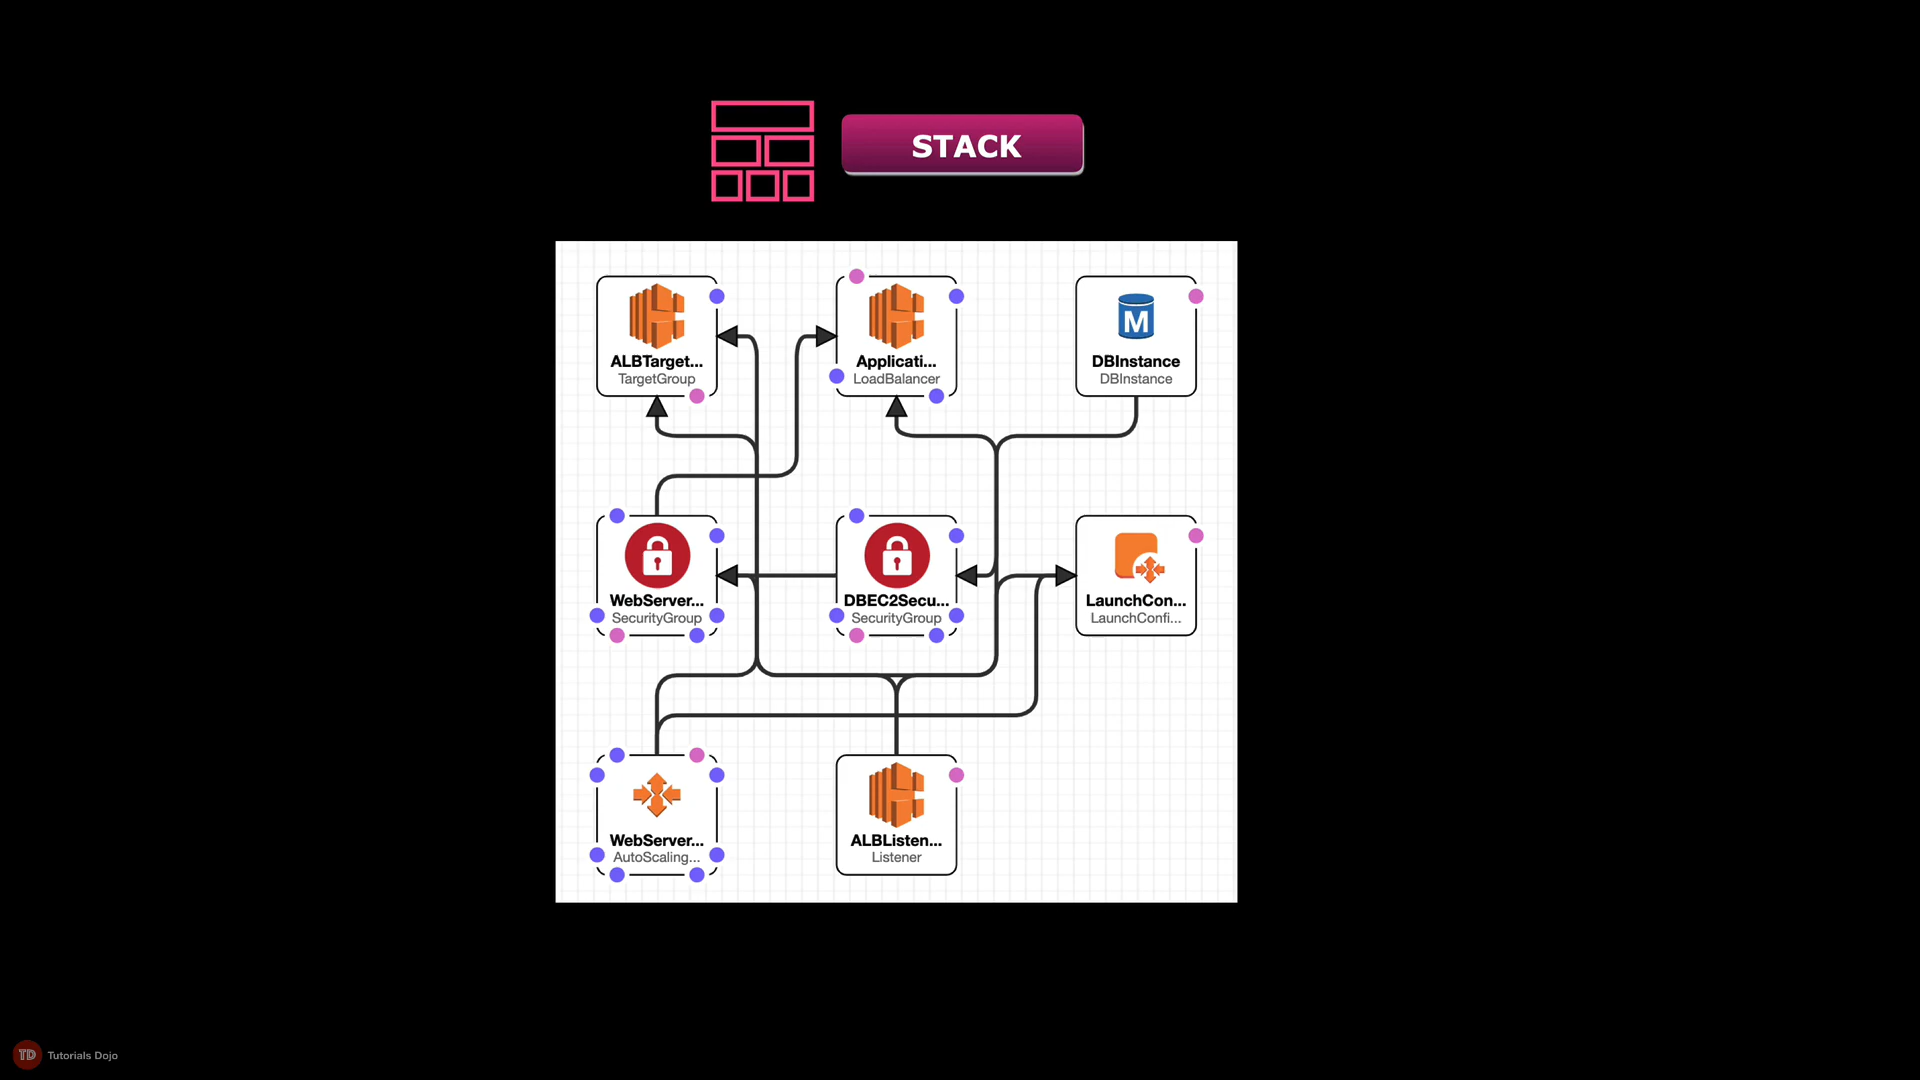 STACK
ALBTarget...
TargetGroup
Applicati...
LoadBalancer
M
DBInstance
DBInstance
WebServer...
SecurityGroup
DBEC2Secu...
SecurityGroup
LaunchCon...
LaunchConfi...
WebServer...
AutoScaling...
ALBListen...
Listener
TD Tutorials Dojo